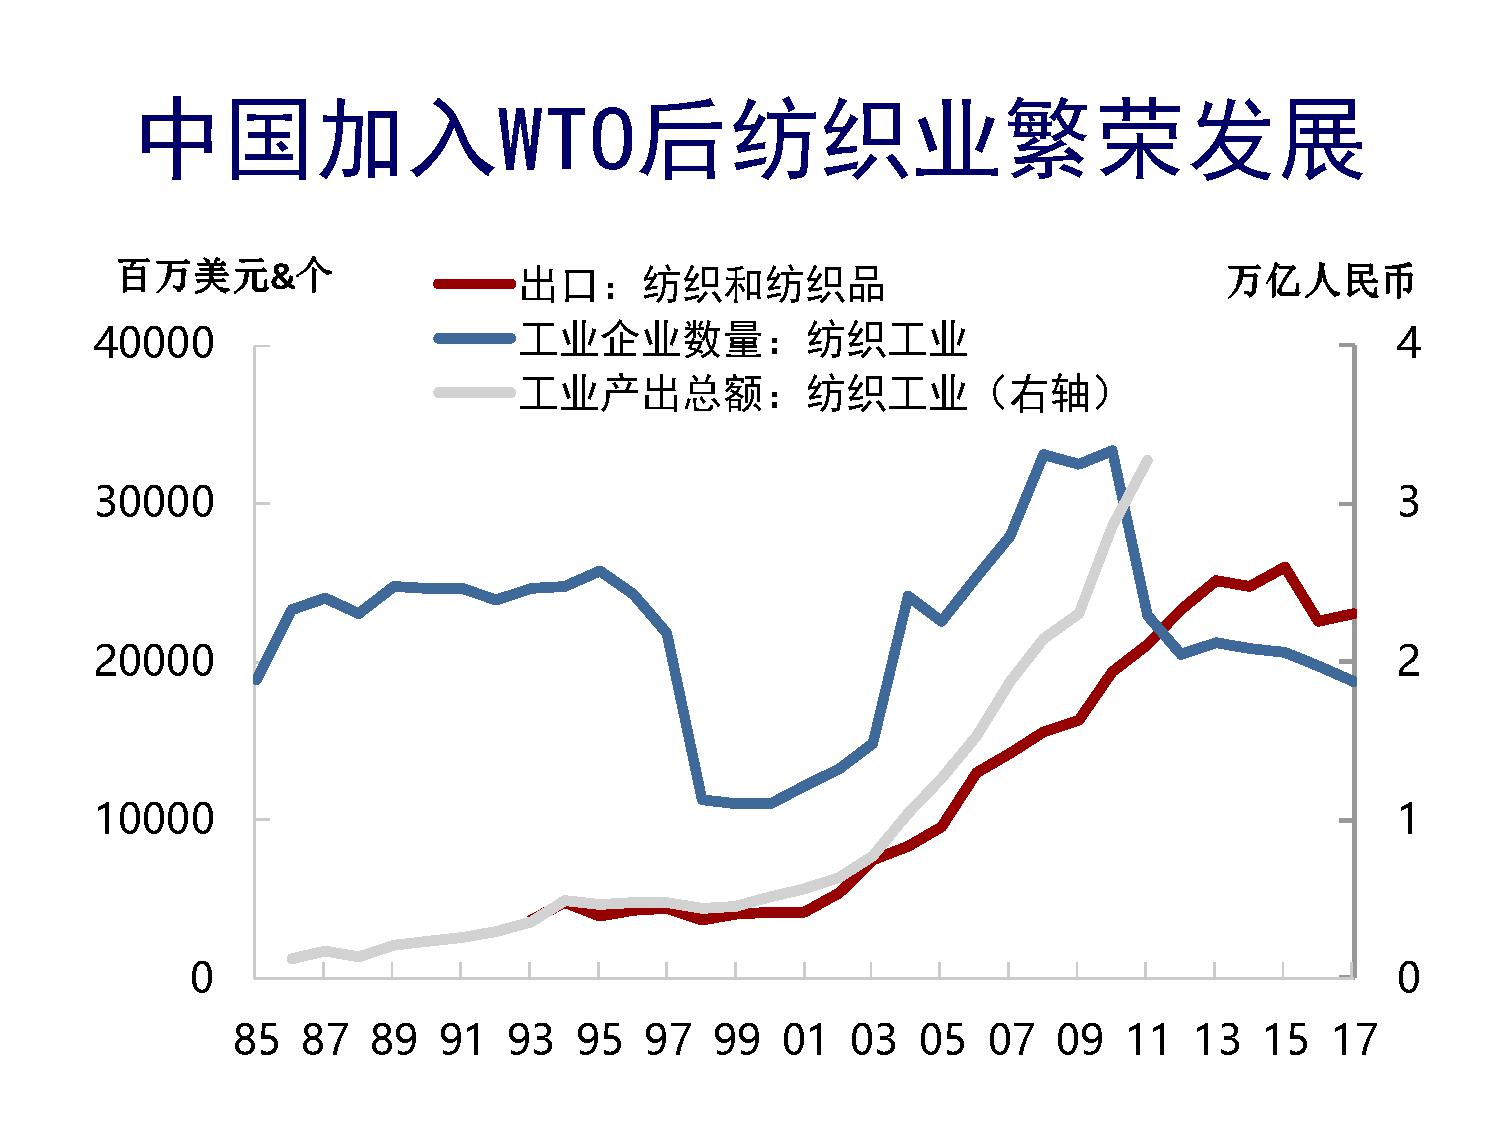 中国加入WTO后纺织业繁荣发展
百万美元&个
万亿人民币
出口：纺织和纺织品
工业企业数量：纺织工业
工业产出总额：纺织工业（右轴）
40000 4
30000 3
20000 2
10000 1
0 0
85 87 89 91 93 95 97 99 01 03 05 07 09 11 13 15 17